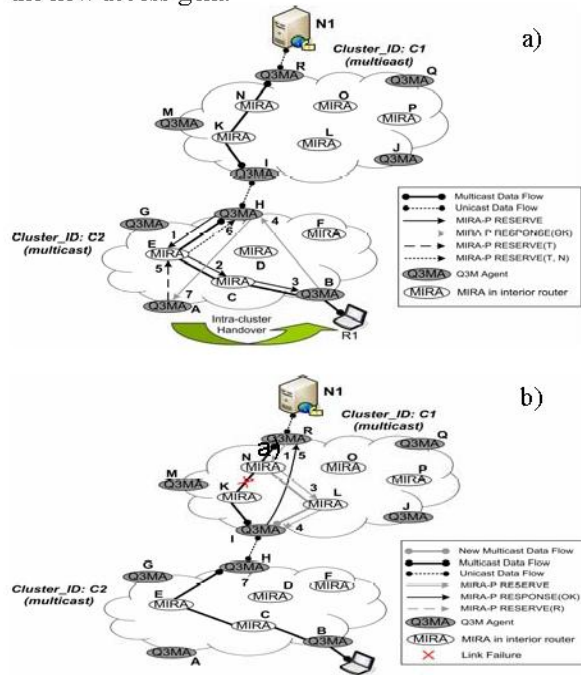 a)
N1
Cluster_ID: C1
(multicast)
R
Q3MA
Q
Q3MA
N
MIRA
O
MIRA
P
MIRA
M
Q3MA
K
MIRA
L
MIRA
J
Q3MA
I
Q3MA
H
Q3MA
G
Q3MA
1
6
4
F
MIRA
Cluster_ID: C2
(multicast)
E
MIRA
D
MIRA
5
2
MIRA
C
3
B
Q3MA
7
Q3MA
A
Intra-cluster
Handover
R1
Multicast Data Flow
Unicast Data Flow
MIRA-P RESERVE
MIRA-P RESPONSE(OK)
MIRA-P RESERVE(T)
MIRA-P RESERVE(T, N)
Q3MA Q3M Agent
MIRA MIRA in interior router
b)
N1
Cluster_ID: C1
(multicast)
R
Q3MA
a)
Q
Q3MA
N
MIRA
1
5
O
MIRA
P
MIRA
M
Q3MA
K
MIRA
3
L
MIRA
J
Q3MA
4
I
Q3MA
H
Q3MA
7
G
Q3MA
Cluster_ID: C2
(multicast)
D
MIRA
F
MIRA
E
MIRA
C
MIRA
B
Q3MA
Q3MA
A
New Multicast Data Flow
Multicast Data Flow
Unicast Data Flow
MIRA-P RESERVE
MIRA-P RESPONSE(OK)
MIRA-P RESERVE(R)
Q3MA Q3M Agent
MIRA MIRA in interior router
Link Failure